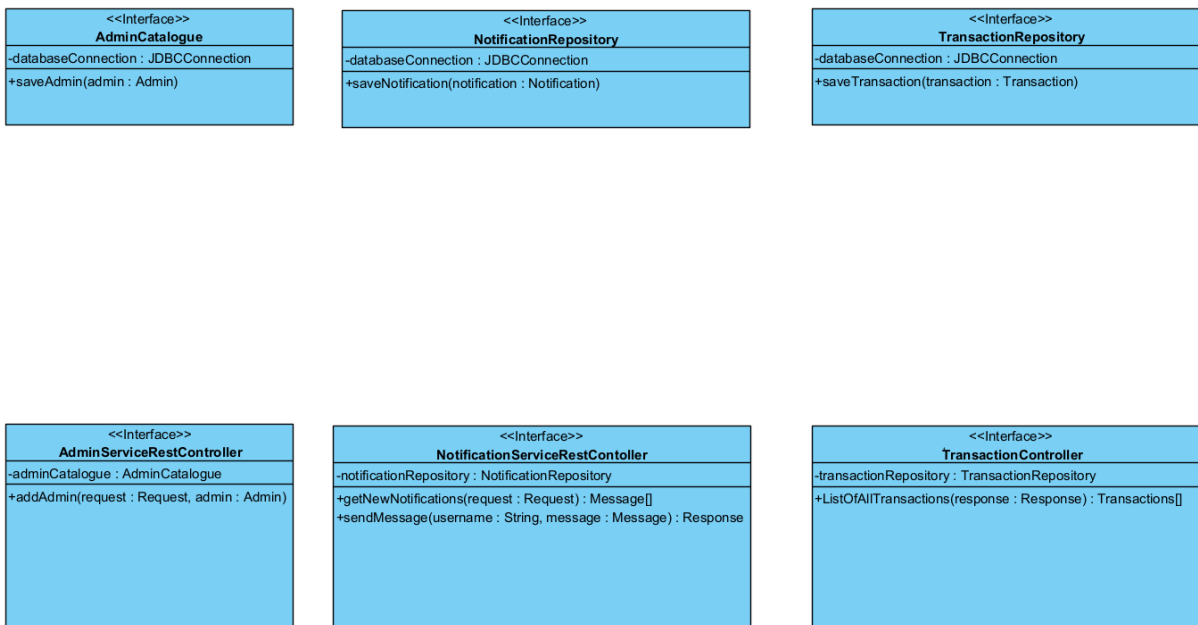 <<Interface>>
AdminCatalogue
-databaseConnection : JDBCConnection
+saveAdmin(admin : Admin)
<<Interface>>
NotificationRepository
-databaseConnection : JDBCConnection
+saveNotification(notification : Notification)
<<Interface>>
TransactionRepository
-databaseConnection : JDBCConnection
+saveTransaction(transaction : Transaction)
<<Interface>>
AdminServiceRestController
-adminCatalogue : AdminCatalogue
+addAdmin(request : Request, admin : Admin)
<<Interface>>
NotificationServiceRestContoller
-notificationRepository : NotificationRepository
+getNewNotifications(request : Request) : Message[]
+sendMessage(username : String, message : Message) : Response
<<Interface>>
TransactionController
-transactionRepository : TransactionRepository
+ListOfAllTransactions(response : Response) : Transactions[]